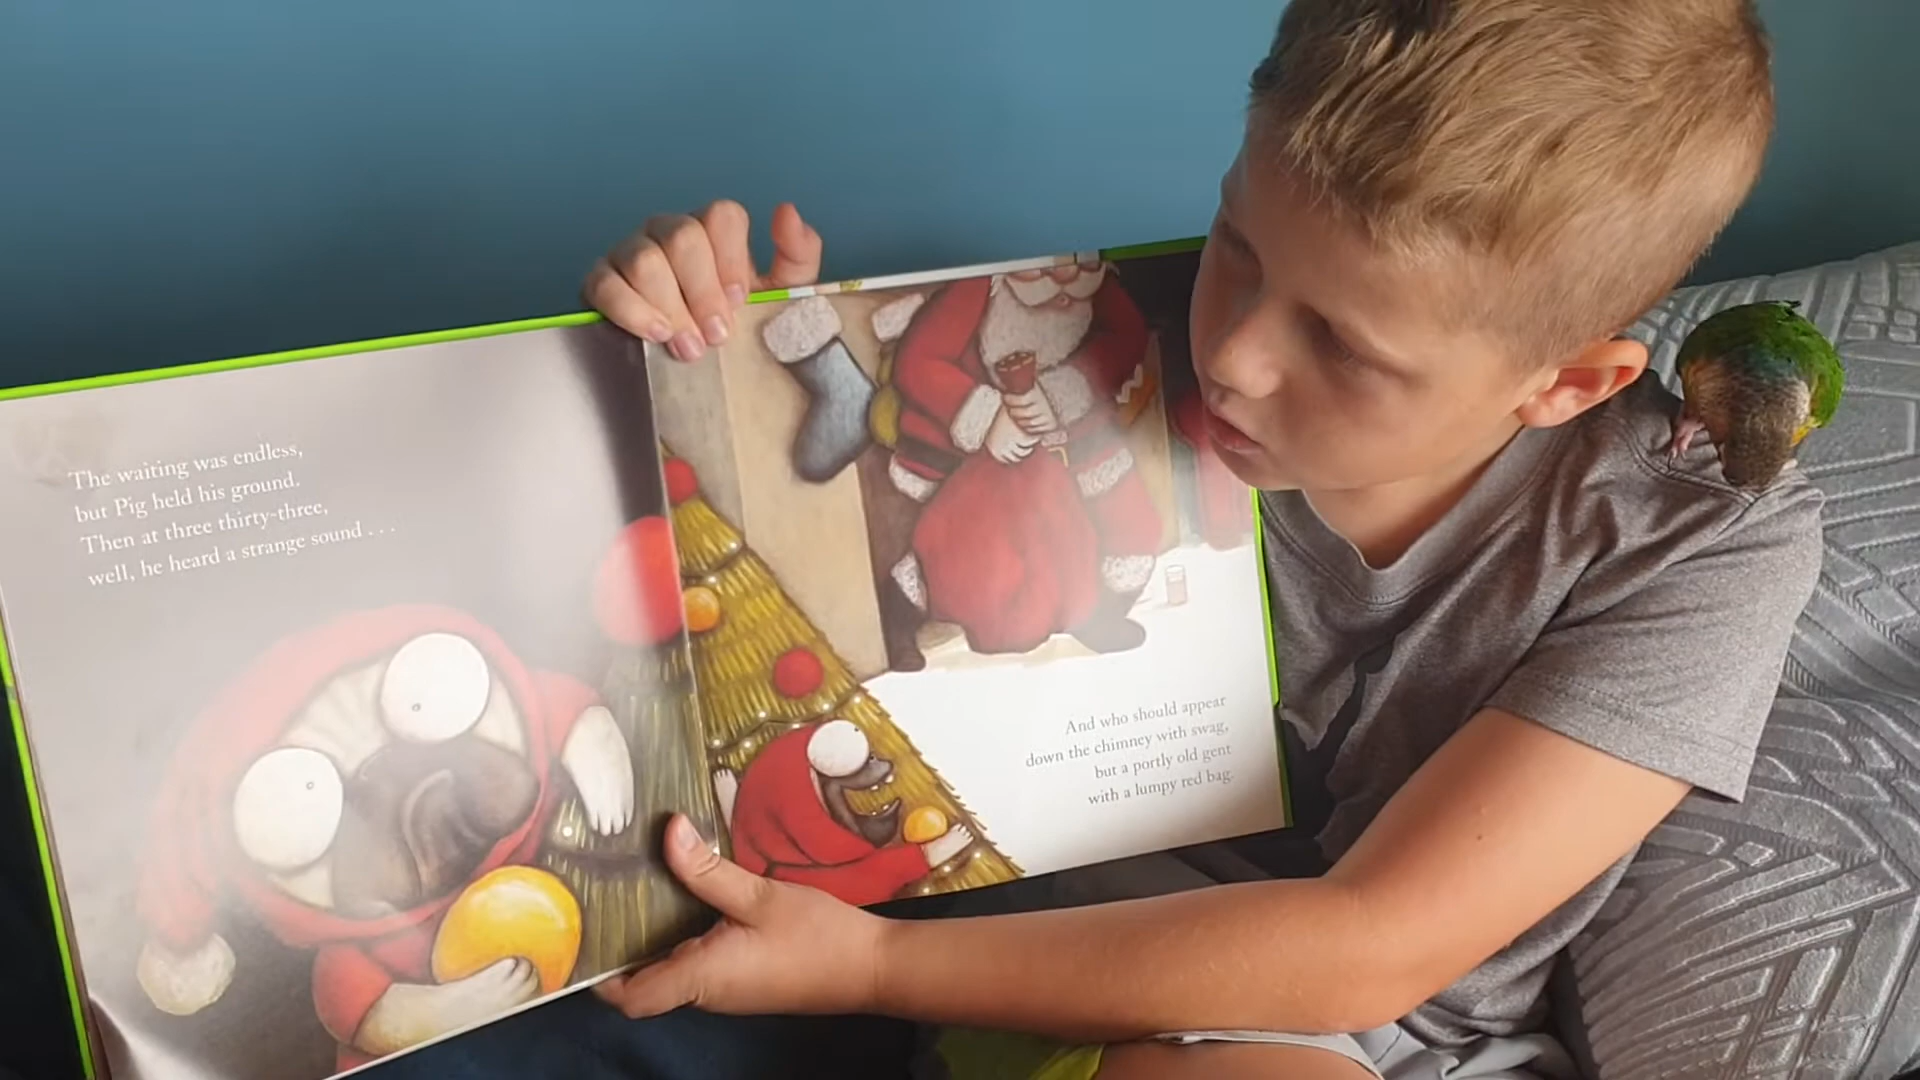 The waiting was endless,
but Pig held his ground.
Then at three thirty-three,
well, he heard a strange sound . . .
And who should appear
down the chimney with swag,
but a portly old gent
with a lumpy red bag.